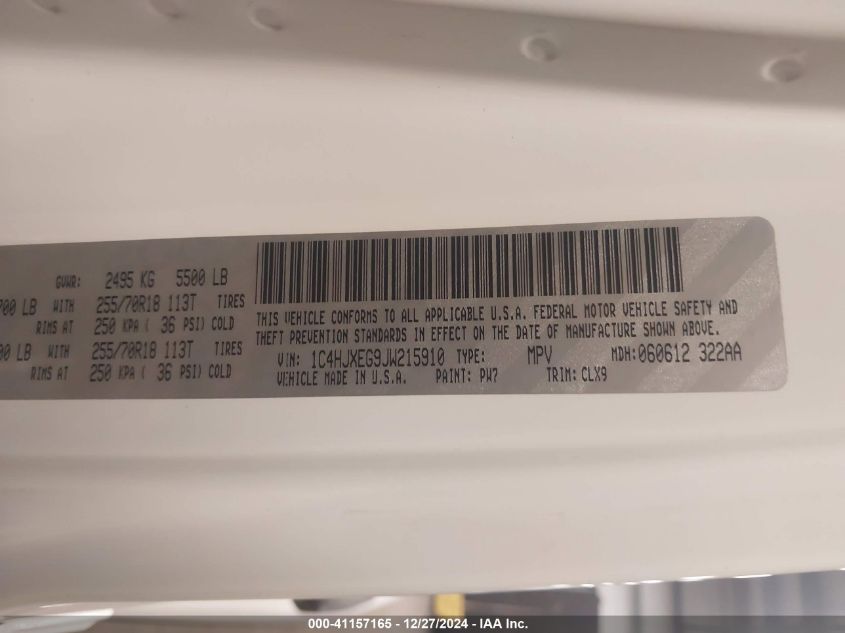 GVWR: 2495 KG 5500 LB
700 LB WITH 255/70R18 113T TIRES
RIMS AT 250 KPA ( 36 PSI) COLD
00 LB WITH 255/70R18 113T TIRES
RIMS AT 250 KPA ( 36 PSI) COLD
THIS VEHICLE CONFORMS TO ALL APPLICABLE U.S.A. FEDERAL MOTOR VEHICLE SAFETY AND
THEFT PREVENTION STANDARDS IN EFFECT ON THE DATE OF MANUFACTURE SHOWN ABOVE.
VIN: 1C4HJXEG9JW215910 TYPE: MPV MDH:060612 322AA
VEHICLE MADE IN U.S.A. PAINT: PW7 TRIM: CLX9
000-41157165 - 12/27/2024 - IAA Inc.